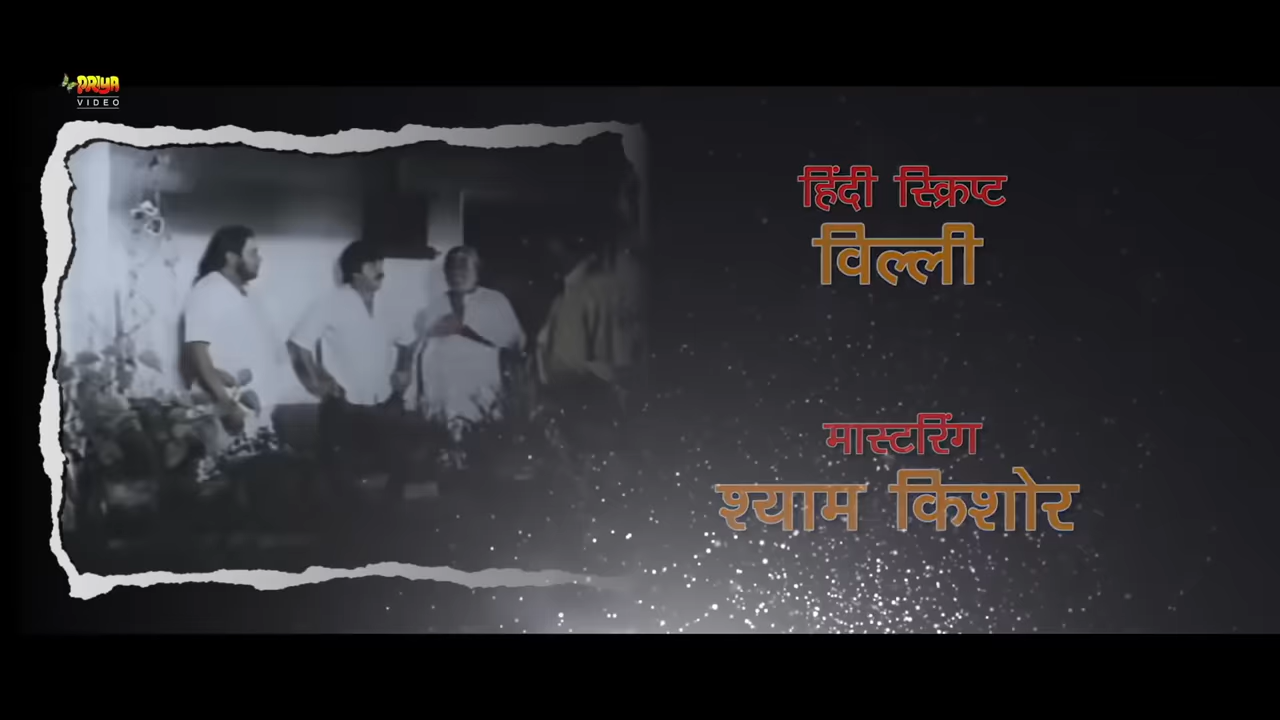 PRIYA
VIDEO
हिंदी स्क्रिप्ट
विल्ली
मास्टरिंग
श्याम किशोर